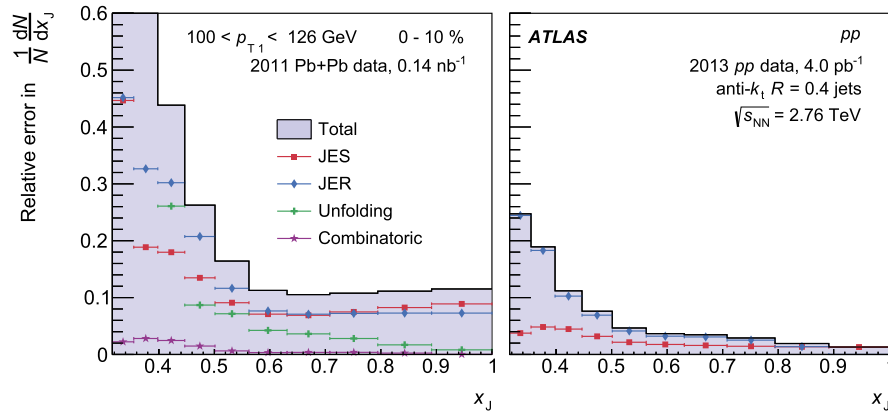 Relative error in 1/N dN/dx_J
0.6
0.5
0.4
0.3
0.2
0.1
0
100 < p_T 1 < 126 GeV 0 - 10 %
2011 Pb+Pb data, 0.14 nb⁻¹
Total
JES
JER
Unfolding
Combinatoric
0.4 0.5 0.6 0.7 0.8 0.9 1
x_J
ATLAS pp
2013 pp data, 4.0 pb⁻¹
anti-k_t R = 0.4 jets
√s_NN = 2.76 TeV
0.4 0.5 0.6 0.7 0.8 0.9 1
x_J